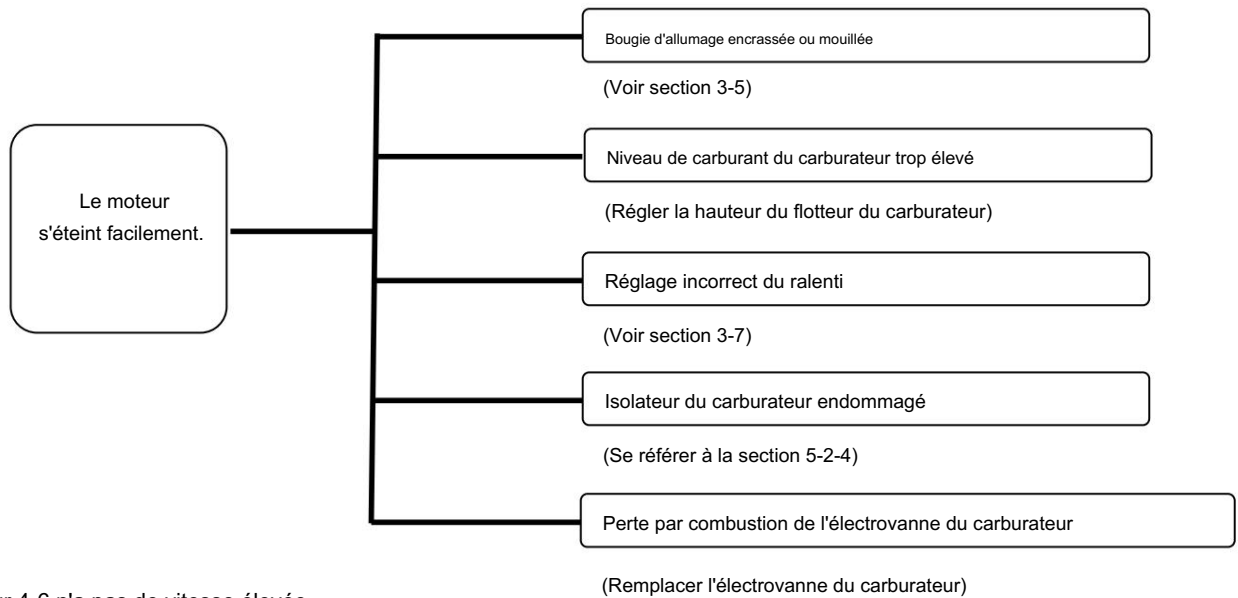 Bougie d'allumage encrassée ou mouillée
(Voir section 3-5)
Niveau de carburant du carburateur trop élevé
Le moteur
s'éteint facilement.
(Régler la hauteur du flotteur du carburateur)
Réglage incorrect du ralenti
(Voir section 3-7)
Isolateur du carburateur endommagé
(Se référer à la section 5-2-4)
Perte par combustion de l'électrovanne du carburateur
(Remplacer l'électrovanne du carburateur)